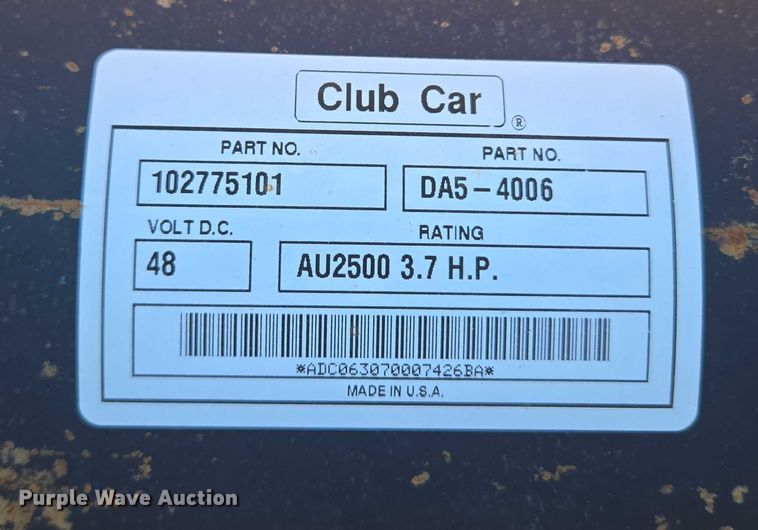 Club Car
®
PART NO. PART NO.
102775101 DA5-4006
VOLT D.C. RATING
48 AU2500 3.7 H.P.
*ADC063070007426BA*
MADE IN U.S.A.
Purple Wave Auction